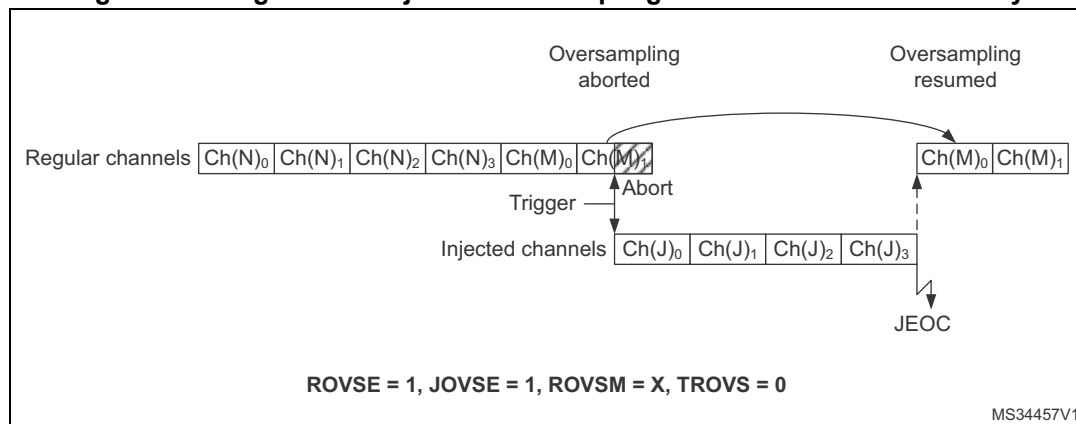 Oversampling
aborted
Oversampling
resumed
Regular channels Ch(N)₀ Ch(N)₁ Ch(N)₂ Ch(N)₃ Ch(M)₀ Ch(M)₁ Ch(M)₀ Ch(M)₁
Abort
Trigger
Injected channels Ch(J)₀ Ch(J)₁ Ch(J)₂ Ch(J)₃
JEOC
ROVSE = 1, JOVSE = 1, ROVSM = X, TROVS = 0
MS34457V1